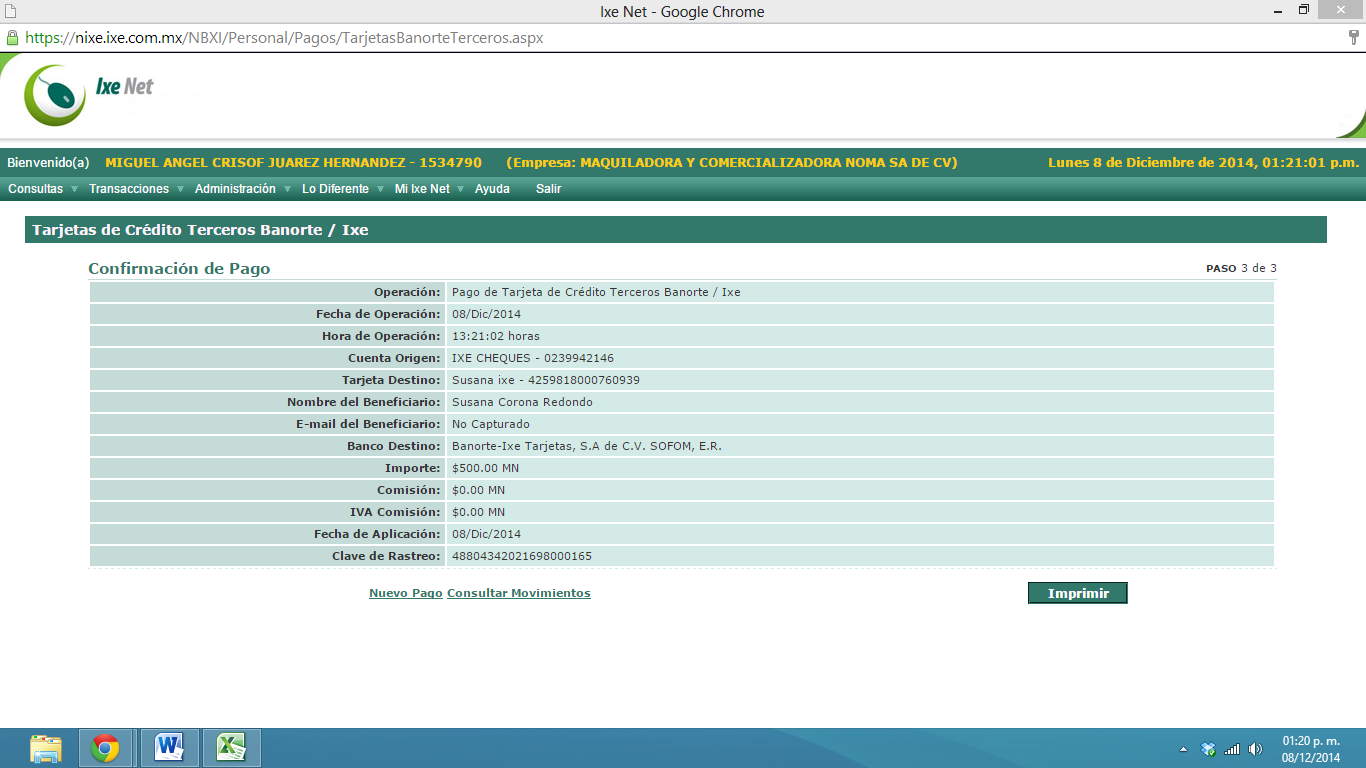 Ixe Net - Google Chrome
https://nixe.ixe.com.mx/NBXI/Personal/Pagos/TarjetasBanorteTerceros.aspx
Ixe Net
Bienvenido(a) MIGUEL ANGEL CRISOF JUAREZ HERNANDEZ - 1534790 (Empresa: MAQUILADORA Y COMERCIALIZADORA NOMA SA DE CV) Lunes 8 de Diciembre de 2014, 01:21:01 p.m.
Consultas Transacciones Administración Lo Diferente Mi Ixe Net Ayuda Salir
Tarjetas de Crédito Terceros Banorte / Ixe
Confirmación de Pago PASO 3 de 3
Operación: Pago de Tarjeta de Crédito Terceros Banorte / Ixe
Fecha de Operación: 08/Dic/2014
Hora de Operación: 13:21:02 horas
Cuenta Origen: IXE CHEQUES - 0239942146
Tarjeta Destino: Susana ixe - 4259818000760939
Nombre del Beneficiario: Susana Corona Redondo
E-mail del Beneficiario: No Capturado
Banco Destino: Banorte-Ixe Tarjetas, S.A de C.V. SOFOM, E.R.
Importe: $500.00 MN
Comisión: $0.00 MN
IVA Comisión: $0.00 MN
Fecha de Aplicación: 08/Dic/2014
Clave de Rastreo: 48804342021698000165
Nuevo Pago Consultar Movimientos Imprimir
01:20 p. m.
08/12/2014